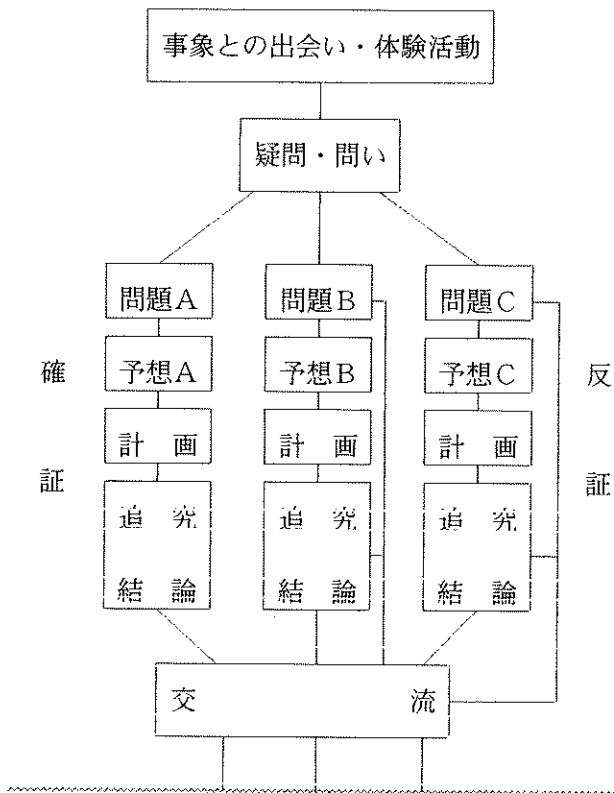 事象との出会い・体験活動
疑問・問い
問題A 問題B 問題C
確 予想A 予想B 予想C 反
計画 計画 計画
証 追究 追究 追究 証
結論 結論 結論
交流